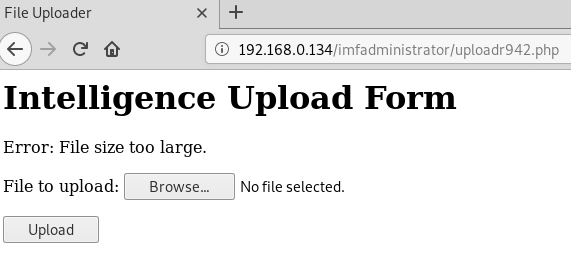 File Uploader
192.168.0.134/imfadministrator/uploadr942.php
Intelligence Upload Form
Error: File size too large.
File to upload: Browse... No file selected.
Upload